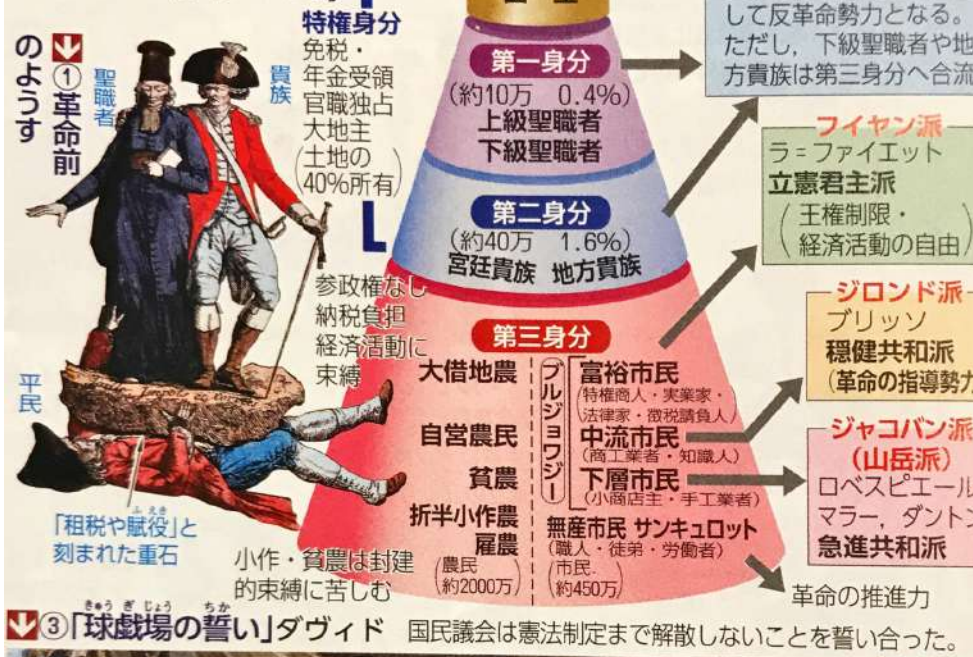 特権身分
免税・
年金受領
官職独占
大地主
(土地の
40%所有)
①革命前
のようす
聖職者
貴族
平民
「租税や賦役」と
ふえき
刻まれた重石
第一身分
(約10万 0.4%)
上級聖職者
下級聖職者
第二身分
(約40万 1.6%)
宮廷貴族 地方貴族
参政権なし
納税負担
経済活動に
束縛
第三身分
大借地農
自営農民
貧農
折半小作農
雇農
(農民
約2000万)
小作・貧農は封建
的束縛に苦しむ
ブルジョワジー
富裕市民
(特権商人・実業家・
法律家・徴税請負人)
中流市民
(商工業者・知識人)
下層市民
(小商店主・手工業者)
無産市民 サンキュロット
(職人・徒弟・労働者)
(市民
約450万)
して反革命勢力となる。
ただし,下級聖職者や地
方貴族は第三身分へ合流
フイヤン派
ラ=ファイエット
立憲君主派
(王権制限・
経済活動の自由)
ジロンド派
ブリッソ
穏健共和派
(革命の指導勢力
ジャコバン派
(山岳派)
ロベスピエール
マラー,ダント
急進共和派
革命の推進力
きゅうぎじょう ちか
③「球戯場の誓い」ダヴィド 国民議会は憲法制定まで解散しないことを誓い合った。